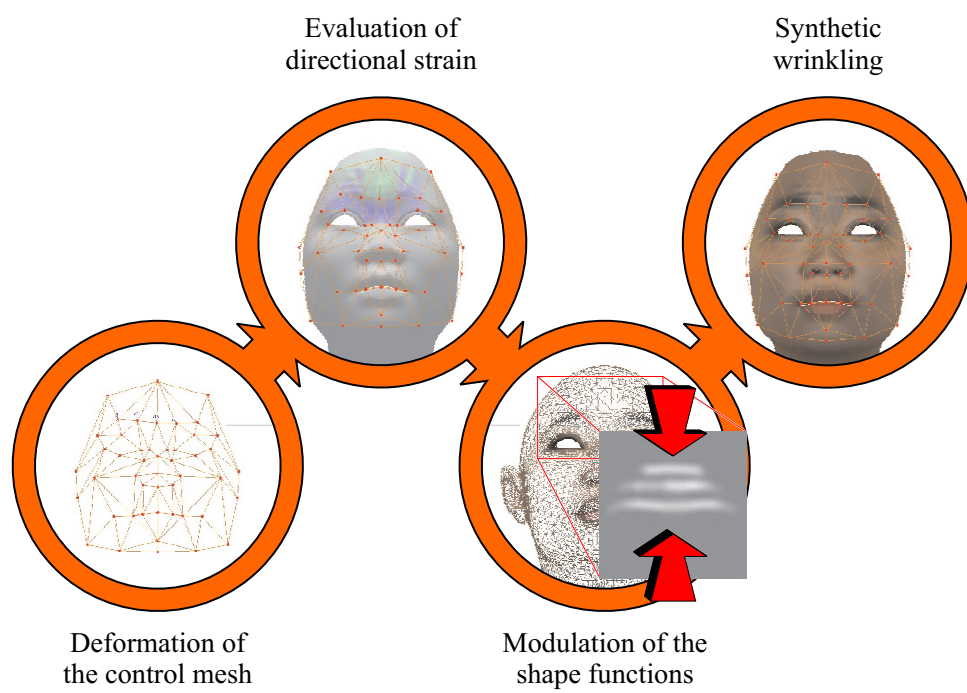 Evaluation of
directional strain
Synthetic
wrinkling
Deformation of
the control mesh
Modulation of the
shape functions